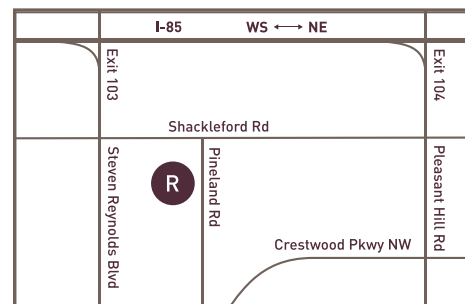 I-85 WS NE
Exit 103
Exit 104
Shackleford Rd
Steven Reynolds Blvd
R
Pineland Rd
Pleasant Hill Rd
Crestwood Pkwy NW